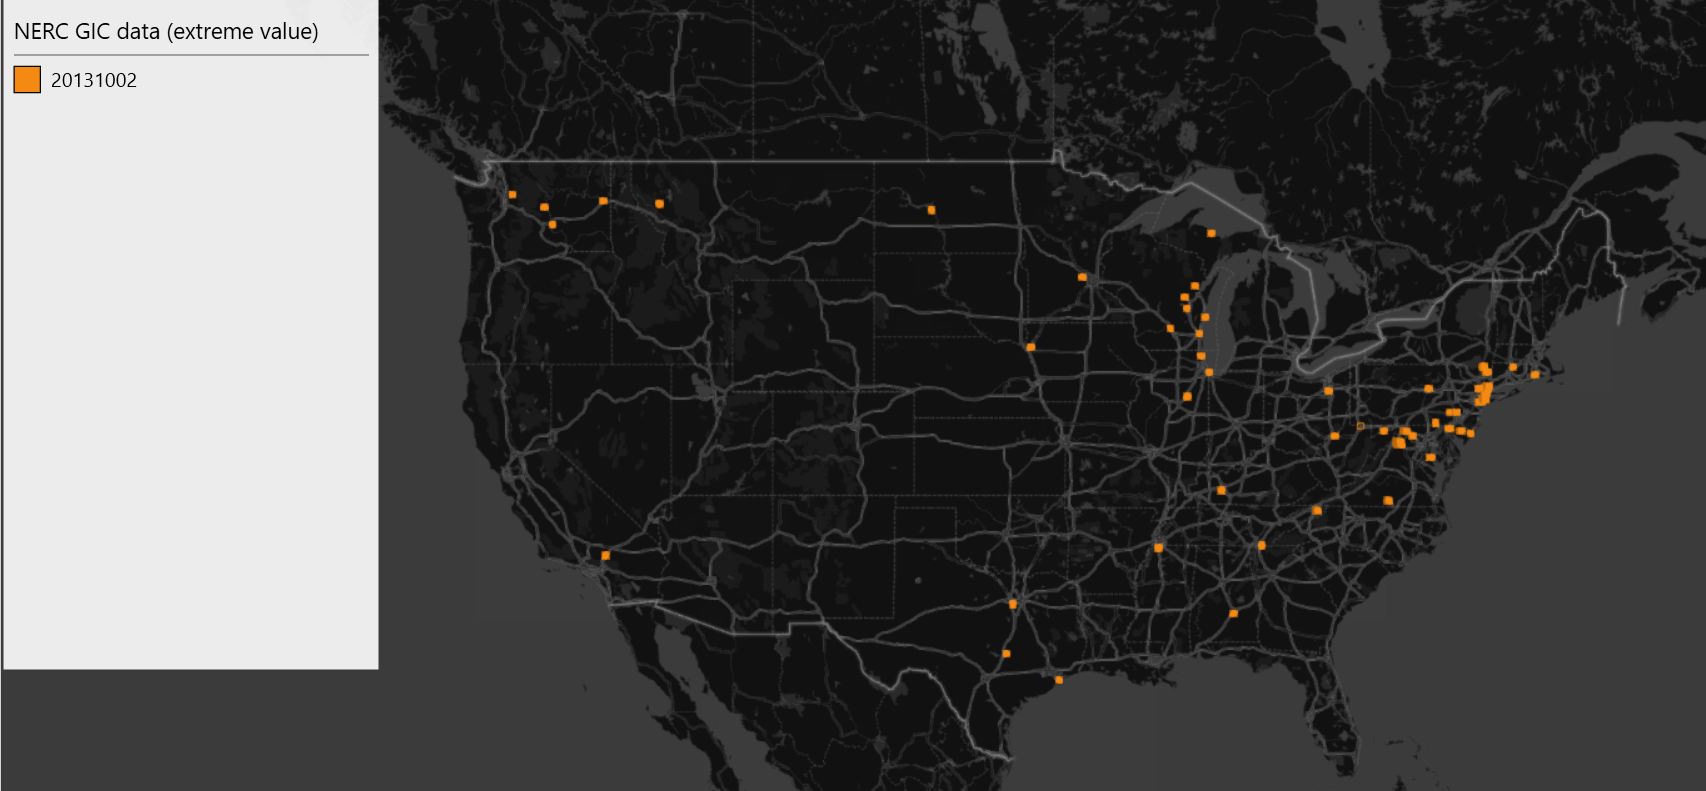 NERC GIC data (extreme value)
20131002